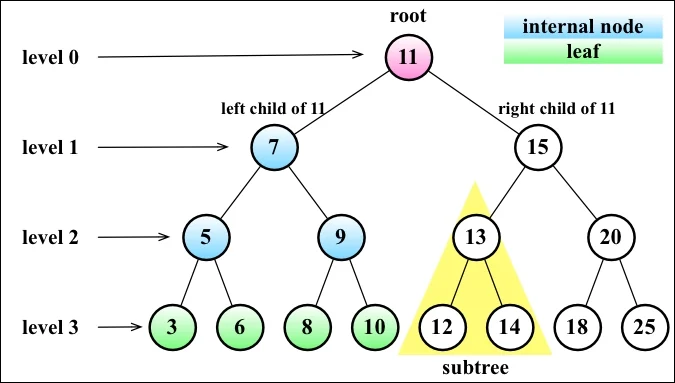 root
internal node
leaf
level 0
11
left child of 11
right child of 11
level 1
7
15
level 2
5
9
13
20
level 3
3
6
8
10
12
14
18
25
subtree